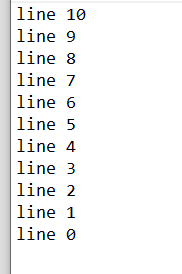 line 10
line 9
line 8
line 7
line 6
line 5
line 4
line 3
line 2
line 1
line 0